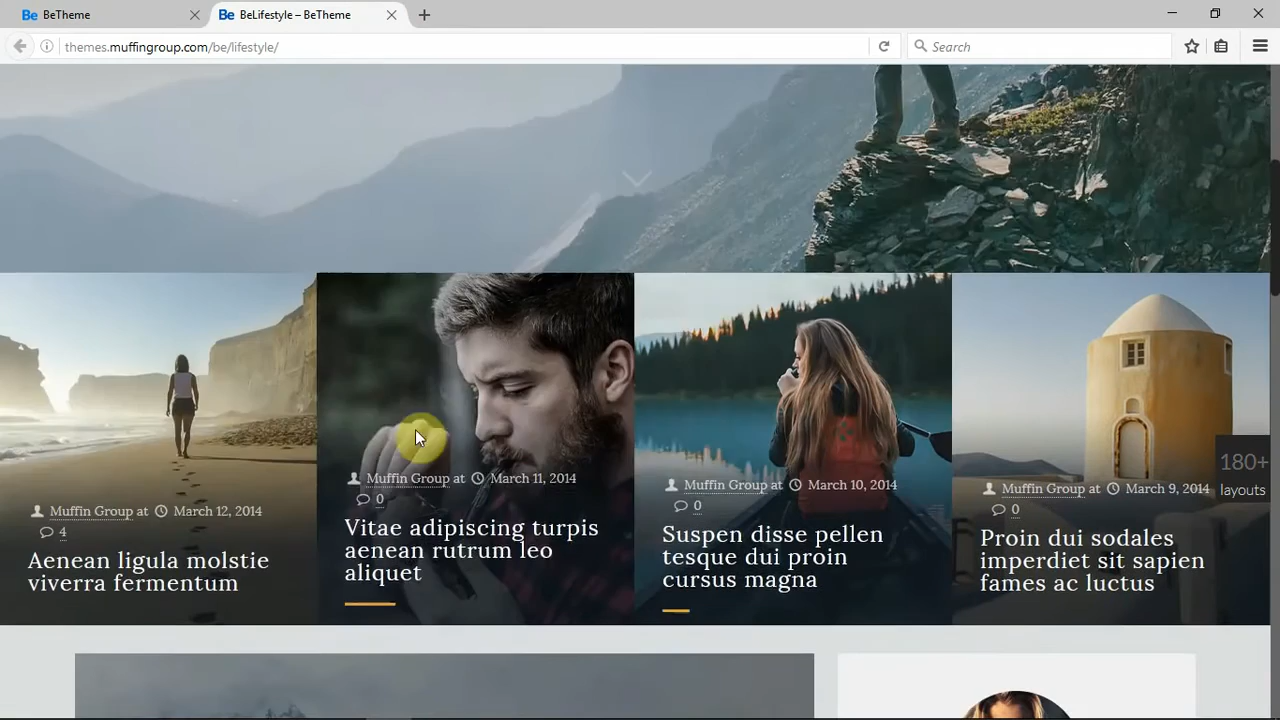 Be BeTheme
Be BeLifestyle – BeTheme
themes.muffingroup.com/be/lifestyle/
Search
Muffin Group at March 12, 2014
4
Aenean ligula molstie
viverra fermentum
Muffin Group at March 11, 2014
0
Vitae adipiscing turpis
aenean rutrum leo
aliquet
Muffin Group at March 10, 2014
0
Suspen disse pellen
tesque dui proin
cursus magna
Muffin Group at March 9, 2014
0
Proin dui sodales
imperdiet sit sapien
fames ac luctus
180+
layouts